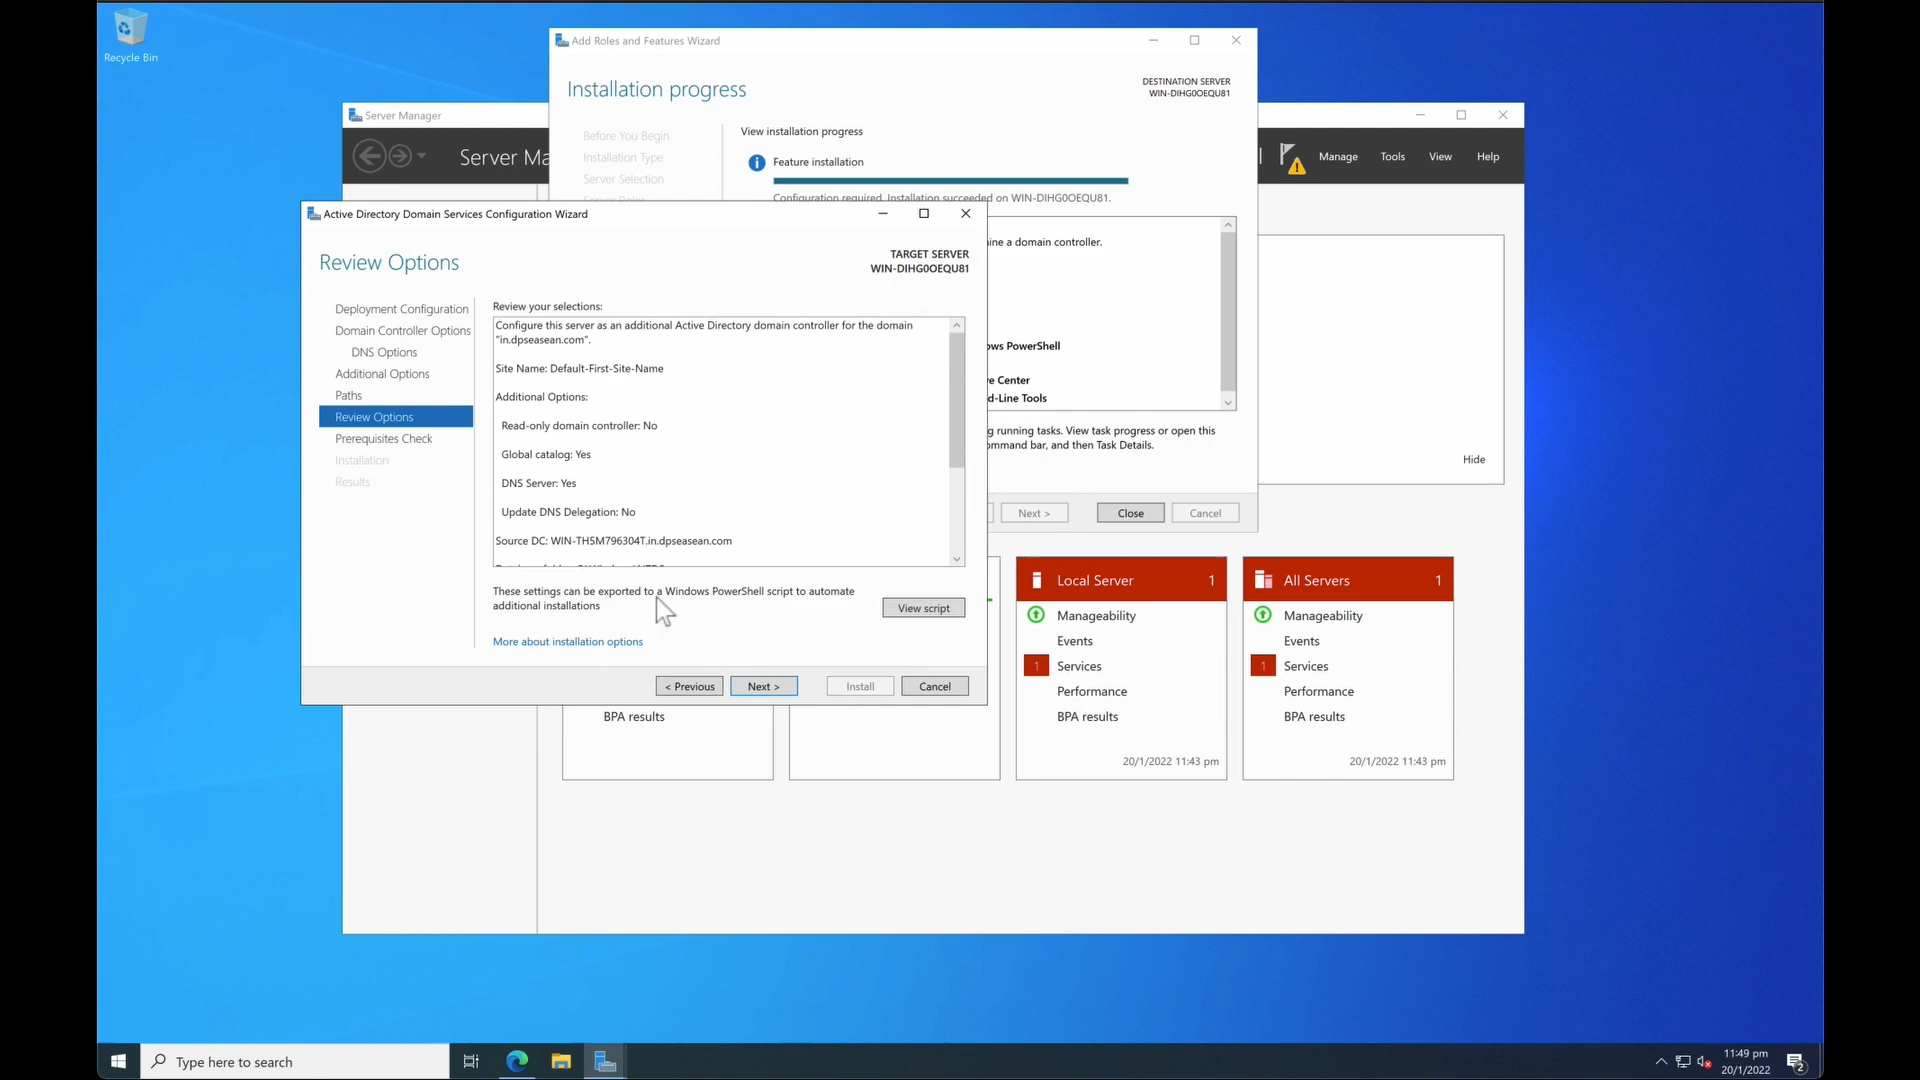 Recycle Bin
Add Roles and Features Wizard
Installation progress
DESTINATION SERVER
WIN-DIHG0OEQU81
Before You Begin
Installation Type
Server Selection
View installation progress
Feature installation
Configuration required. Installation succeeded on WIN-DIHG0OEQU81.
ine a domain controller.
ows PowerShell
e Center
d-Line Tools
g running tasks. View task progress or open this
ommand bar, and then Task Details.
Next >
Close
Cancel
Server Manager
Server Ma
Manage
Tools
View
Help
Hide
Active Directory Domain Services Configuration Wizard
Review Options
TARGET SERVER
WIN-DIHG0OEQU81
Deployment Configuration
Domain Controller Options
DNS Options
Additional Options
Paths
Review Options
Prerequisites Check
Installation
Results
Review your selections:
Configure this server as an additional Active Directory domain controller for the domain
"in.dpseasean.com".
Site Name: Default-First-Site-Name
Additional Options:
Read-only domain controller: No
Global catalog: Yes
DNS Server: Yes
Update DNS Delegation: No
Source DC: WIN-TH5M796304T.in.dpseasean.com
These settings can be exported to a Windows PowerShell script to automate
additional installations
View script
More about installation options
< Previous
Next >
Install
Cancel
BPA results
Local Server 1
Manageability
Events
1 Services
Performance
BPA results
20/1/2022 11:43 pm
All Servers 1
Manageability
Events
1 Services
Performance
BPA results
20/1/2022 11:43 pm
Type here to search
11:49 pm
20/1/2022
2